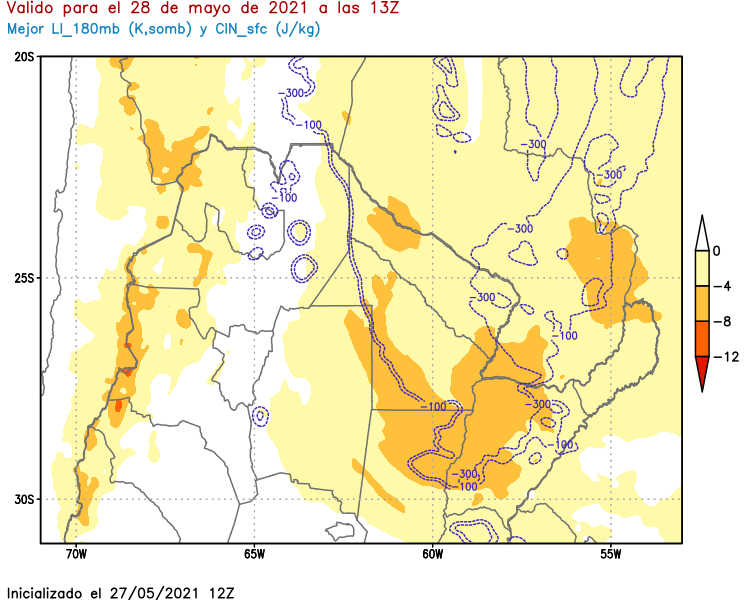 Valido para el 28 de mayo de 2021 a las 13Z
Mejor LI_180mb (K,somb) y CIN_sfc (J/kg)
20S
25S
30S
70W
65W
60W
55W
-300
-100
-100
-300
-300
-300
-300
-100
-100
-300
-100
-300
-100
0
-4
-8
-12
Inicializado el 27/05/2021 12Z